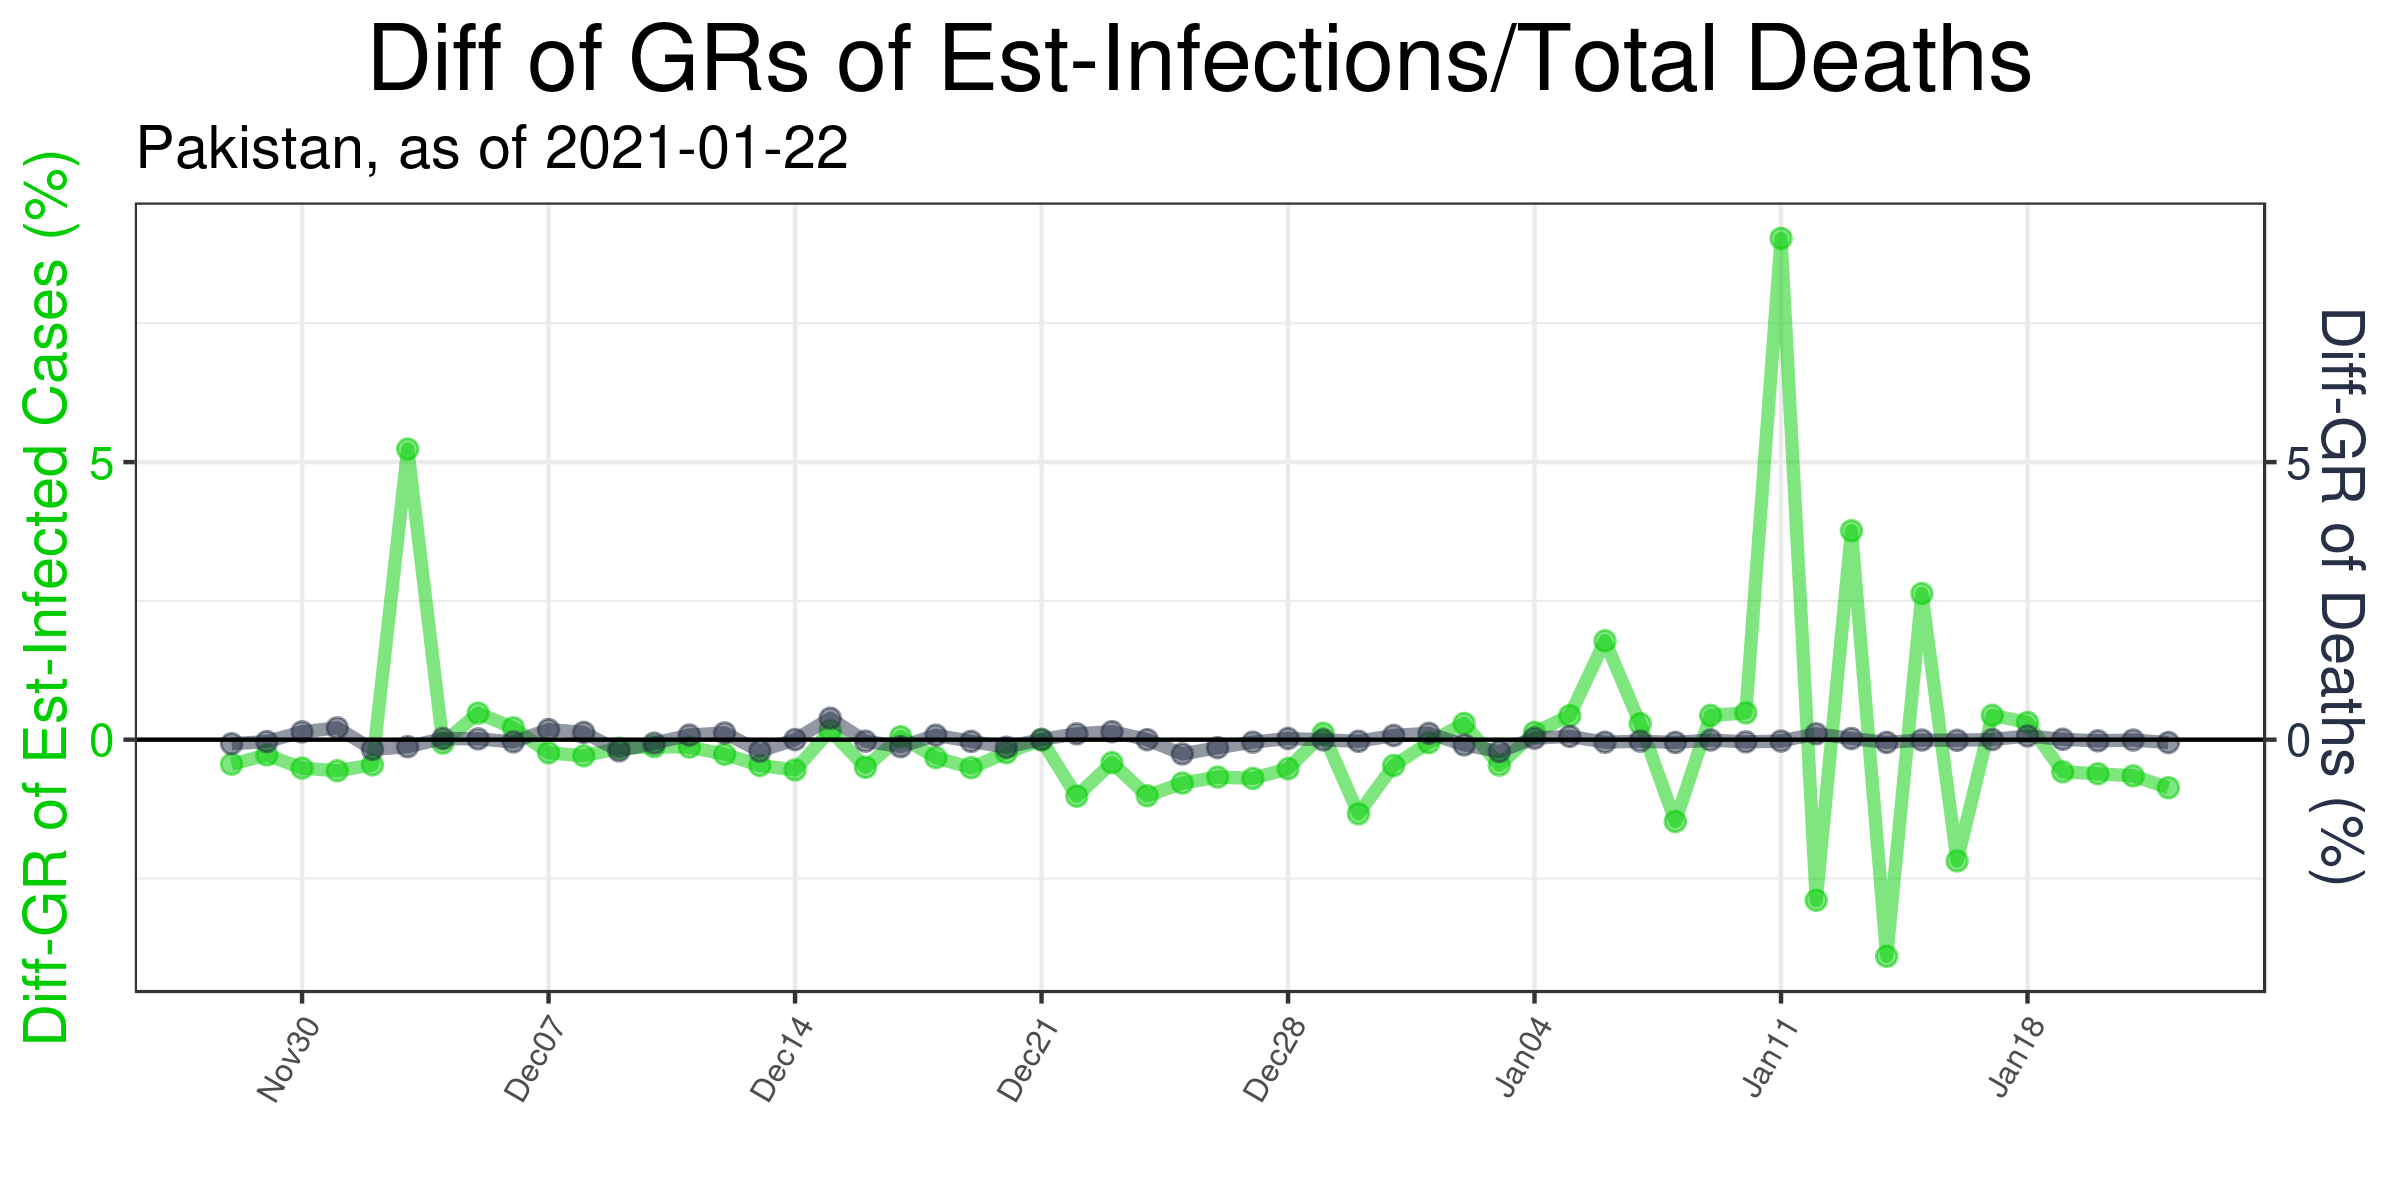 Diff of GRs of Est-Infections/Total Deaths
Pakistan, as of 2021-01-22
Diff-GR of Est-Infected Cases (%)
5
0
5
0
Diff-GR of Deaths (%)
Nov30
Dec07
Dec14
Dec21
Dec28
Jan04
Jan11
Jan18